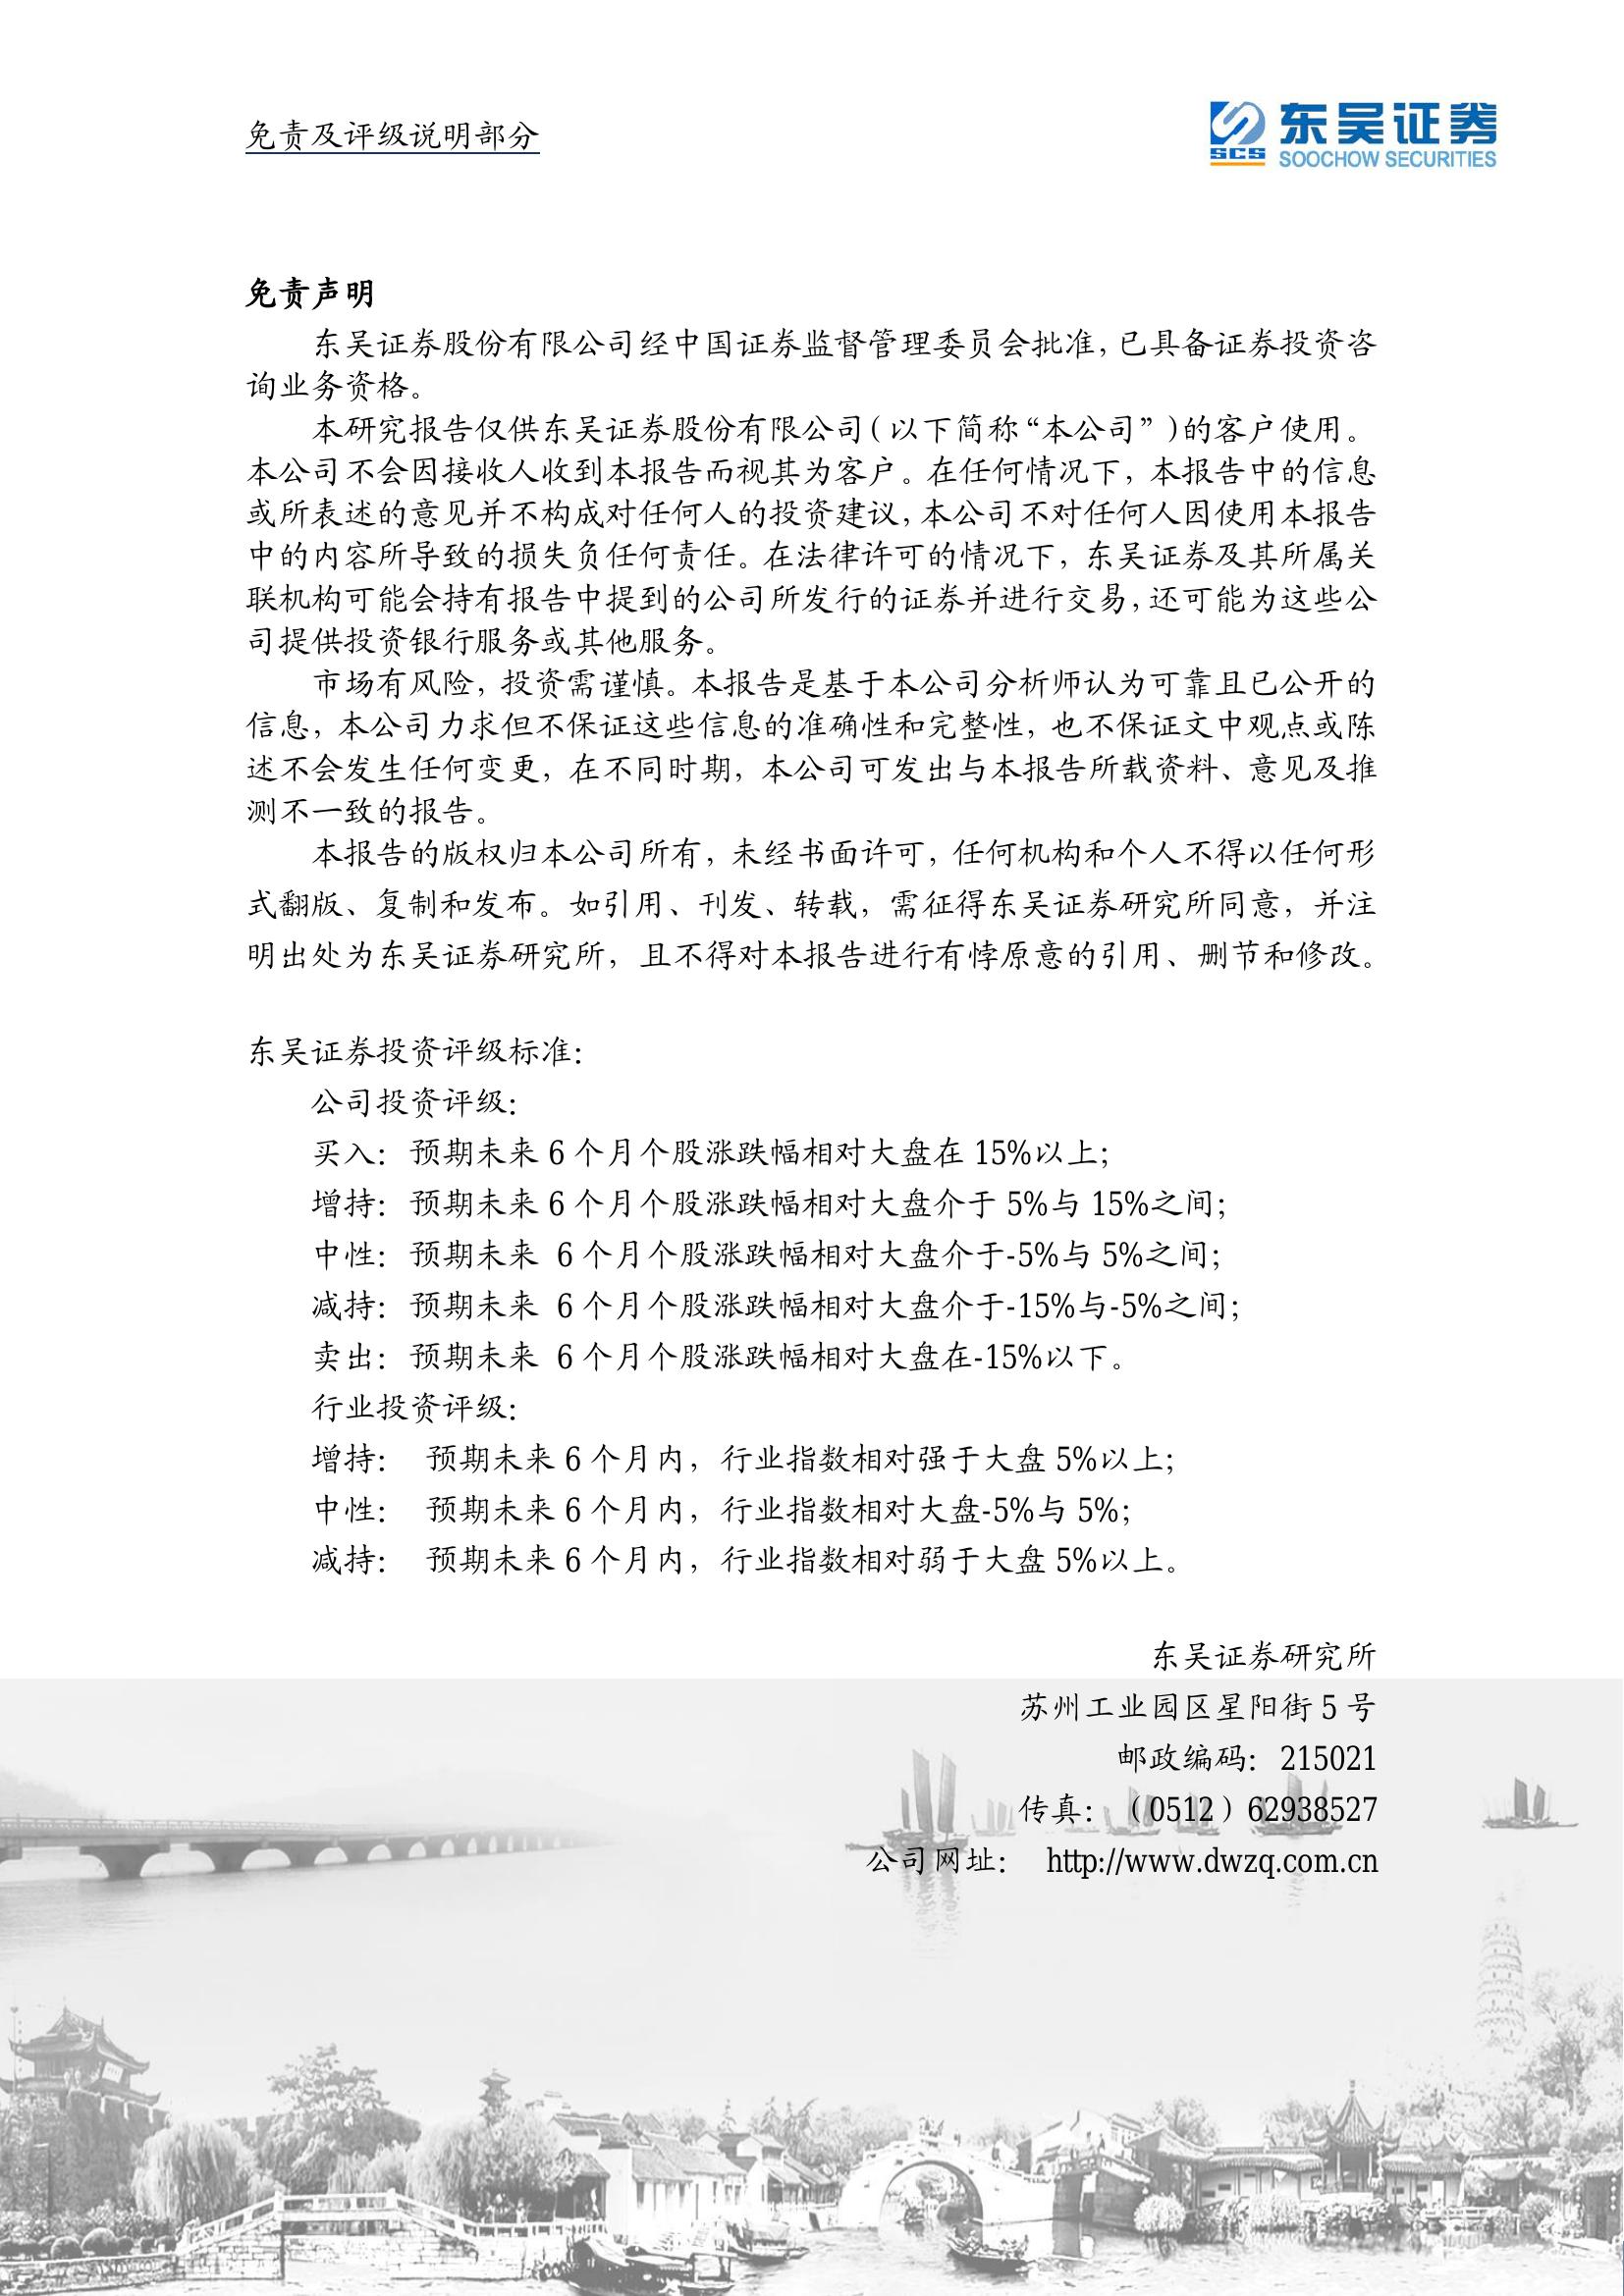 免责及评级说明部分
SCS 东吴证券
SOOCHOW SECURITIES
免责声明
东吴证券股份有限公司经中国证券监督管理委员会批准，已具备证券投资咨
询业务资格。
本研究报告仅供东吴证券股份有限公司（以下简称“本公司”）的客户使用。
本公司不会因接收人收到本报告而视其为客户。在任何情况下，本报告中的信息
或所表述的意见并不构成对任何人的投资建议，本公司不对任何人因使用本报告
中的内容所导致的损失负任何责任。在法律许可的情况下，东吴证券及其所属关
联机构可能会持有报告中提到的公司所发行的证券并进行交易，还可能为这些公
司提供投资银行服务或其他服务。
市场有风险，投资需谨慎。本报告是基于本公司分析师认为可靠且已公开的
信息，本公司力求但不保证这些信息的准确性和完整性，也不保证文中观点或陈
述不会发生任何变更，在不同时期，本公司可发出与本报告所载资料、意见及推
测不一致的报告。
本报告的版权归本公司所有，未经书面许可，任何机构和个人不得以任何形
式翻版、复制和发布。如引用、刊发、转载，需征得东吴证券研究所同意，并注
明出处为东吴证券研究所，且不得对本报告进行有悖原意的引用、删节和修改。
东吴证券投资评级标准：
公司投资评级：
买入：预期未来 6 个月个股涨跌幅相对大盘在 15%以上；
增持：预期未来 6 个月个股涨跌幅相对大盘介于 5%与 15%之间；
中性：预期未来 6 个月个股涨跌幅相对大盘介于-5%与 5%之间；
减持：预期未来 6 个月个股涨跌幅相对大盘介于-15%与-5%之间；
卖出：预期未来 6 个月个股涨跌幅相对大盘在-15%以下。
行业投资评级：
增持： 预期未来 6 个月内，行业指数相对强于大盘 5%以上；
中性： 预期未来 6 个月内，行业指数相对大盘-5%与 5%；
减持： 预期未来 6 个月内，行业指数相对弱于大盘 5%以上。
东吴证券研究所
苏州工业园区星阳街 5 号
邮政编码：215021
传真：（0512）62938527
公司网址： http://www.dwzq.com.cn